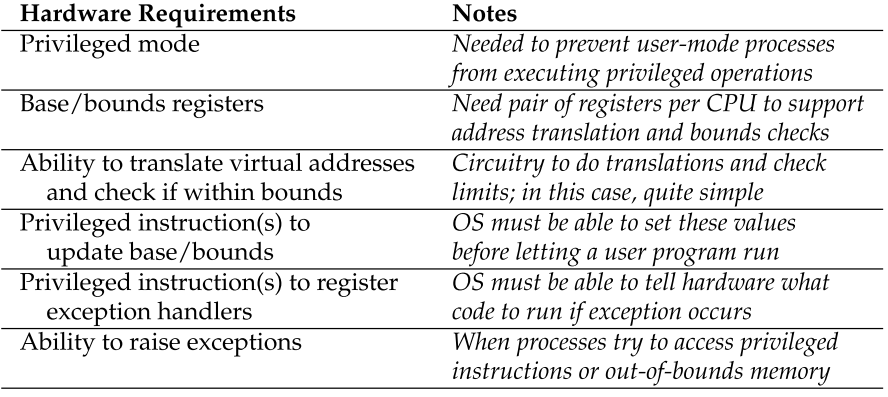 Hardware Requirements Notes
Privileged mode Needed to prevent user-mode processes
from executing privileged operations
Base/bounds registers Need pair of registers per CPU to support
address translation and bounds checks
Ability to translate virtual addresses Circuitry to do translations and check
and check if within bounds limits; in this case, quite simple
Privileged instruction(s) to OS must be able to set these values
update base/bounds before letting a user program run
Privileged instruction(s) to register OS must be able to tell hardware what
exception handlers code to run if exception occurs
Ability to raise exceptions When processes try to access privileged
instructions or out-of-bounds memory